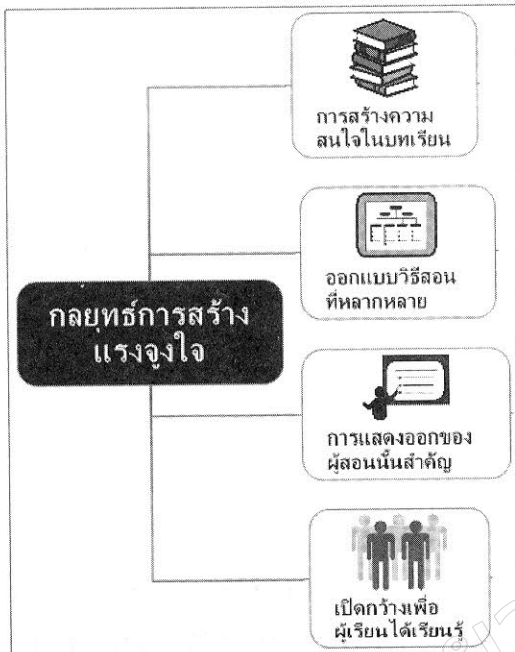 การสร้างความ
สนใจในบทเรียน
ออกแบบวิธีสอน
ที่หลากหลาย
กลยุทธ์การสร้าง
แรงจูงใจ
การแสดงออกของ
ผู้สอนนั้นสำคัญ
เปิดกว้างเพื่อ
ผู้เรียนได้เรียนรู้